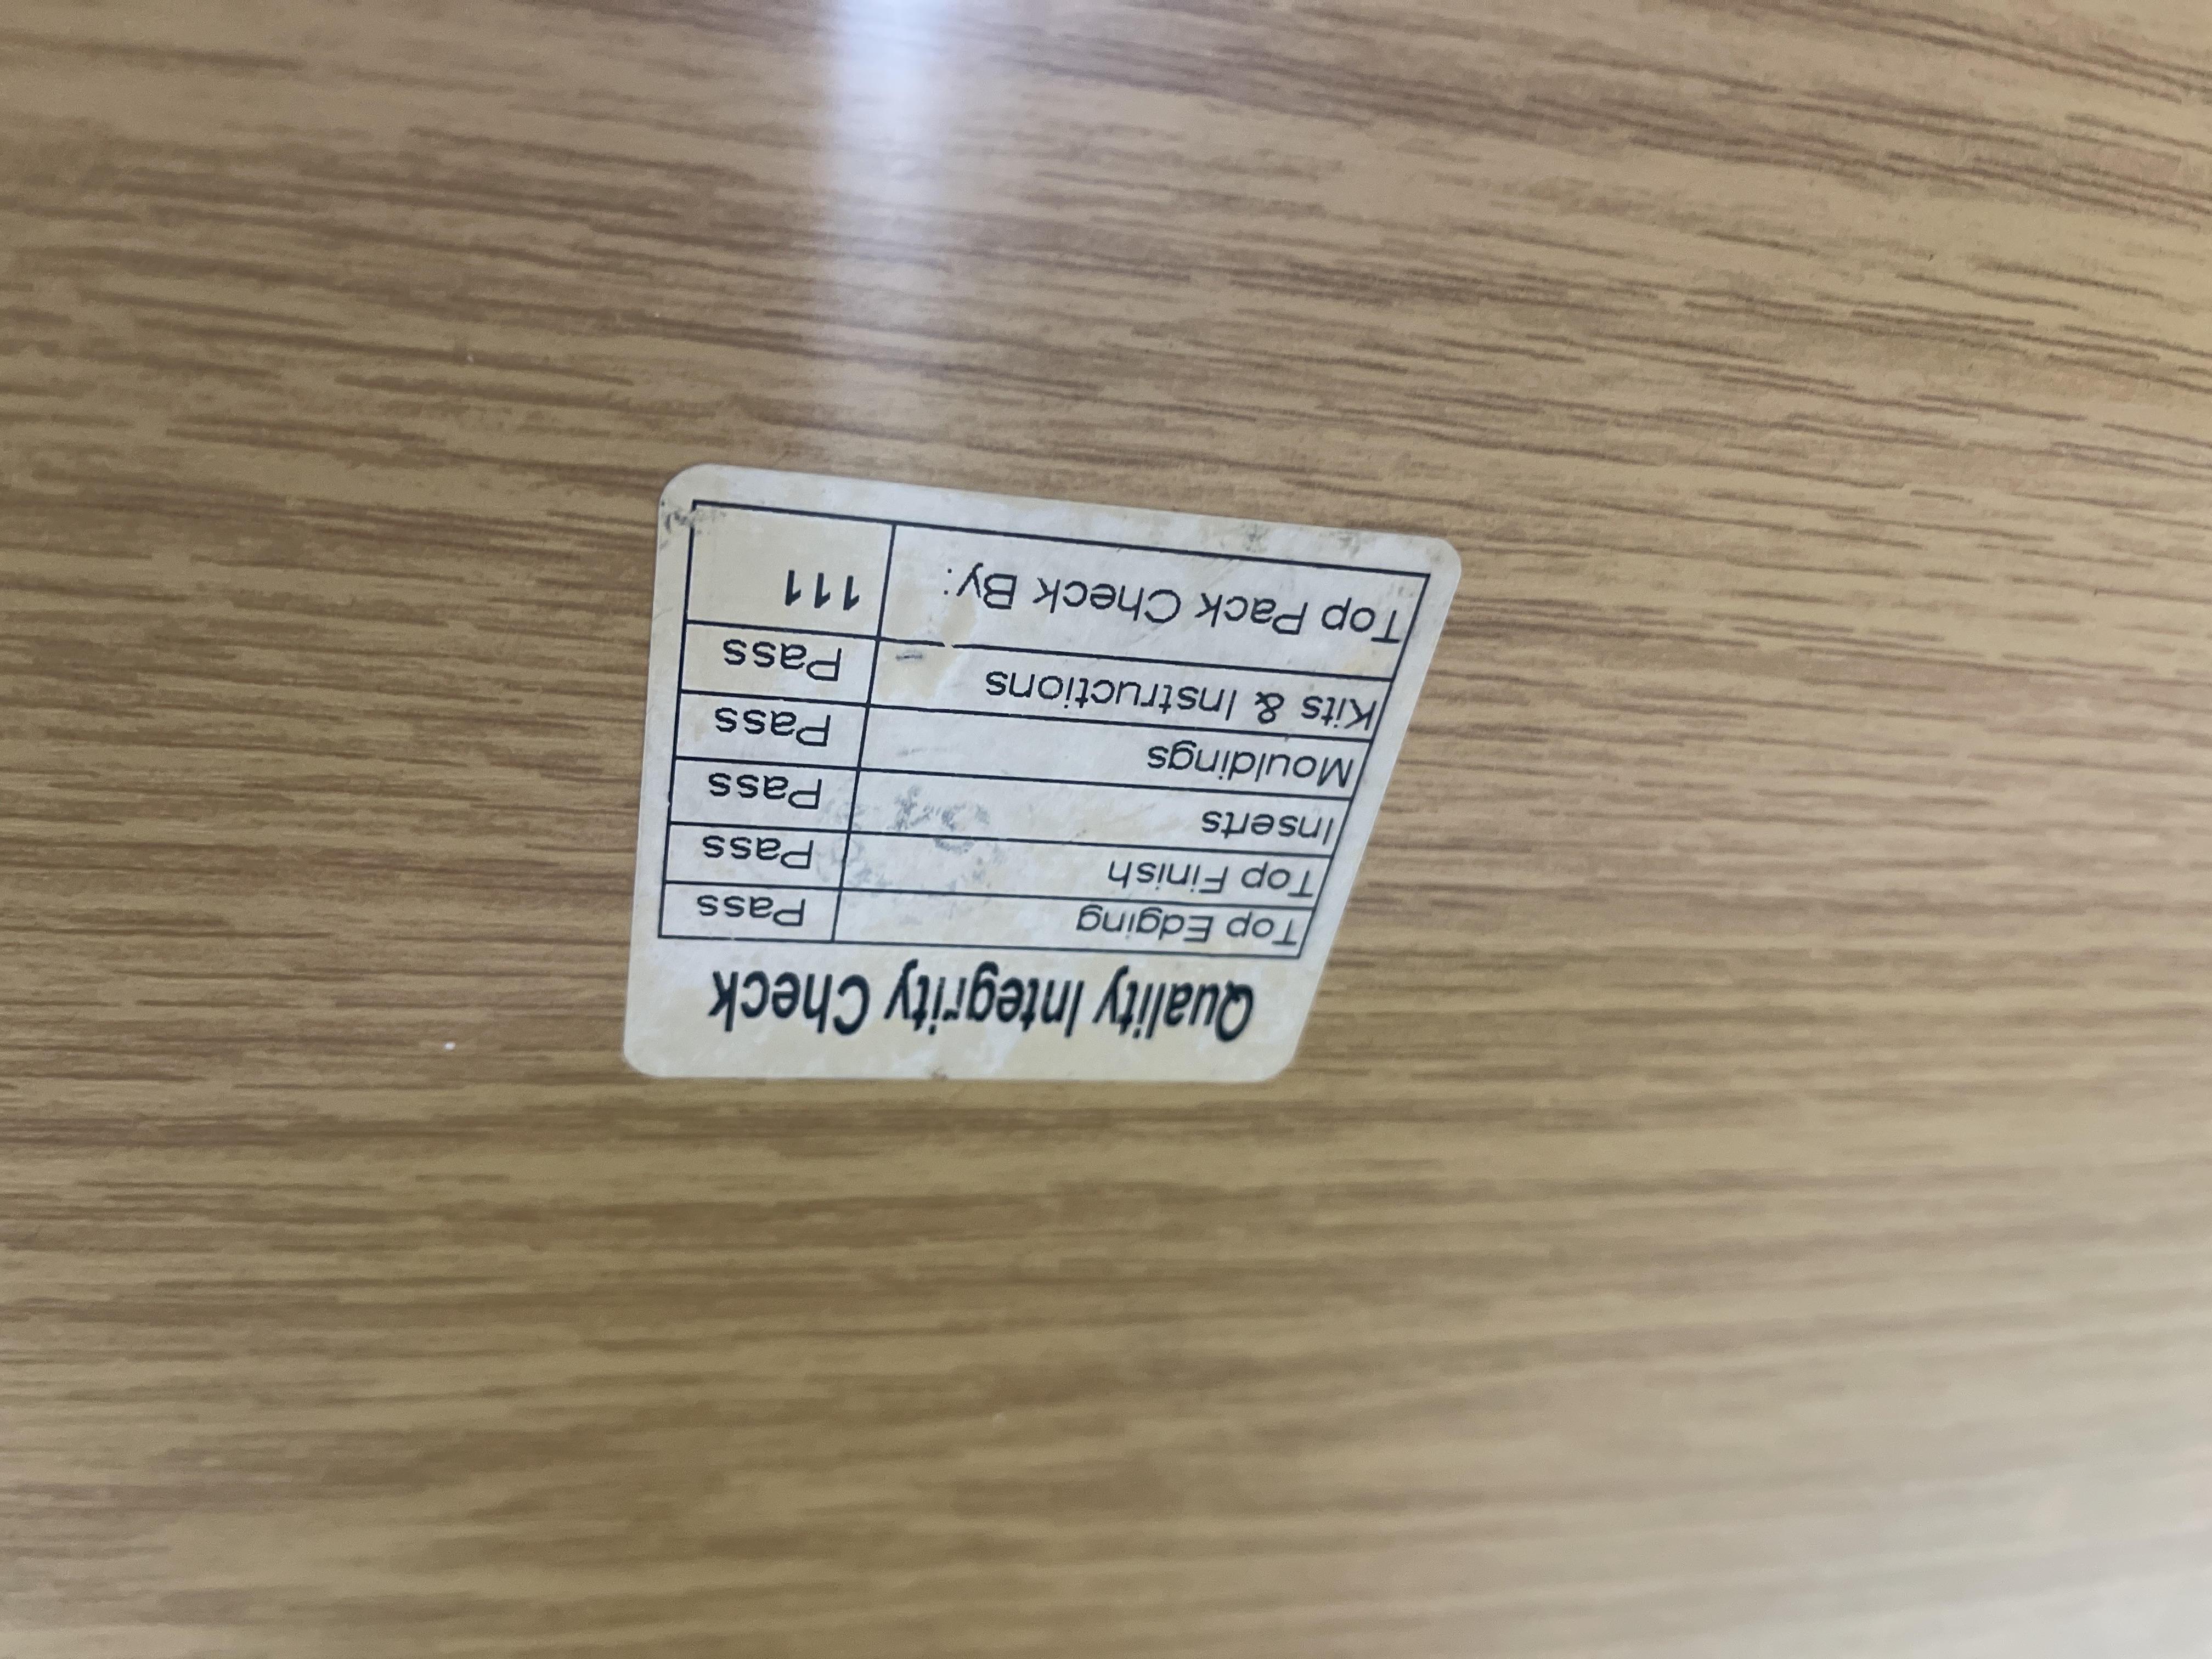 Quality Integrity Check
Top Edging Pass
Top Finish Pass
Inserts Pass
Mouldings Pass
Kits & Instructions Pass
Top Pack Check By: 111